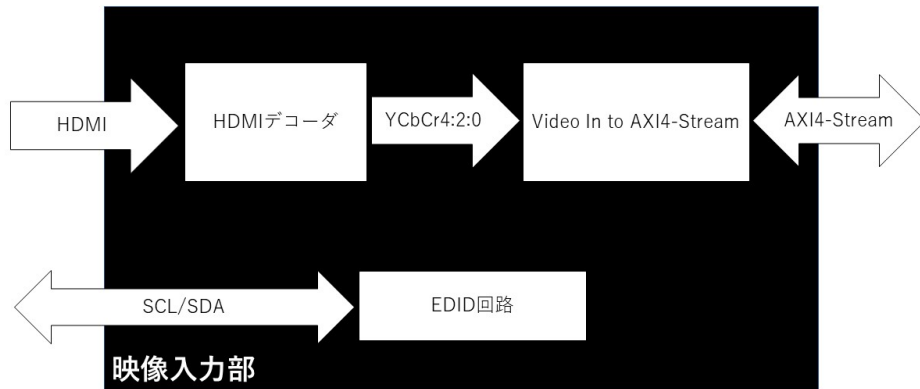 HDMI
HDMIデコーダ
YCbCr4:2:0
Video In to AXI4-Stream
AXI4-Stream
SCL/SDA
EDID回路
映像入力部